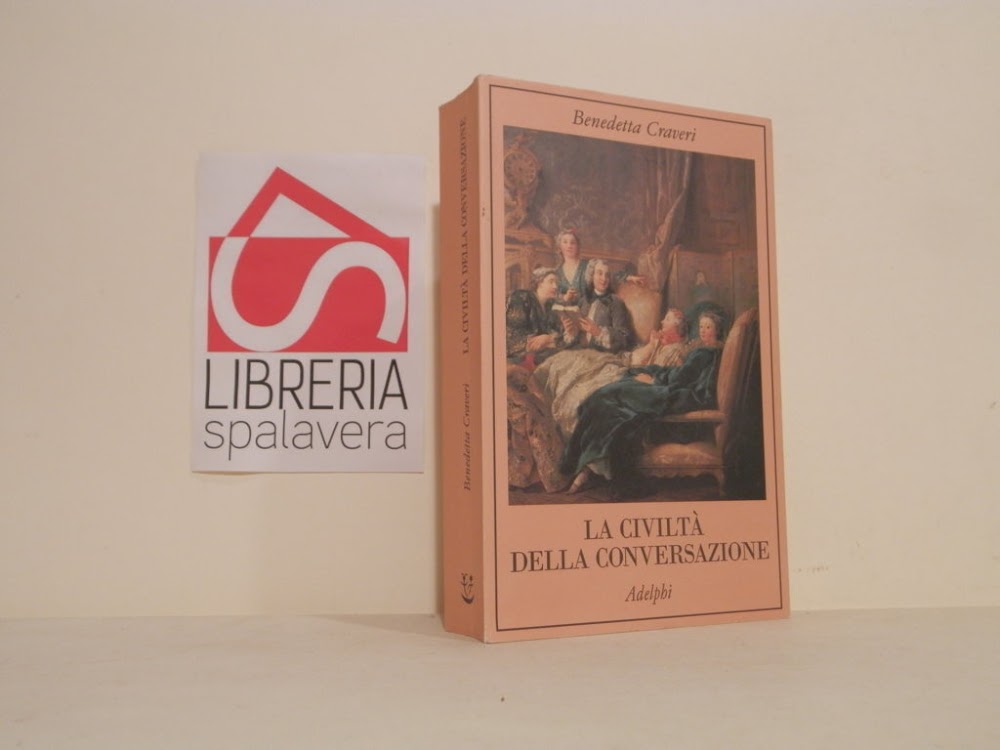 LIBRERIA
spalavera
Benedetta Craveri
LA CIVILTÀ DELLA CONVERSAZIONE
Benedetta Craveri
LA CIVILTÀ
DELLA CONVERSAZIONE
Adelphi